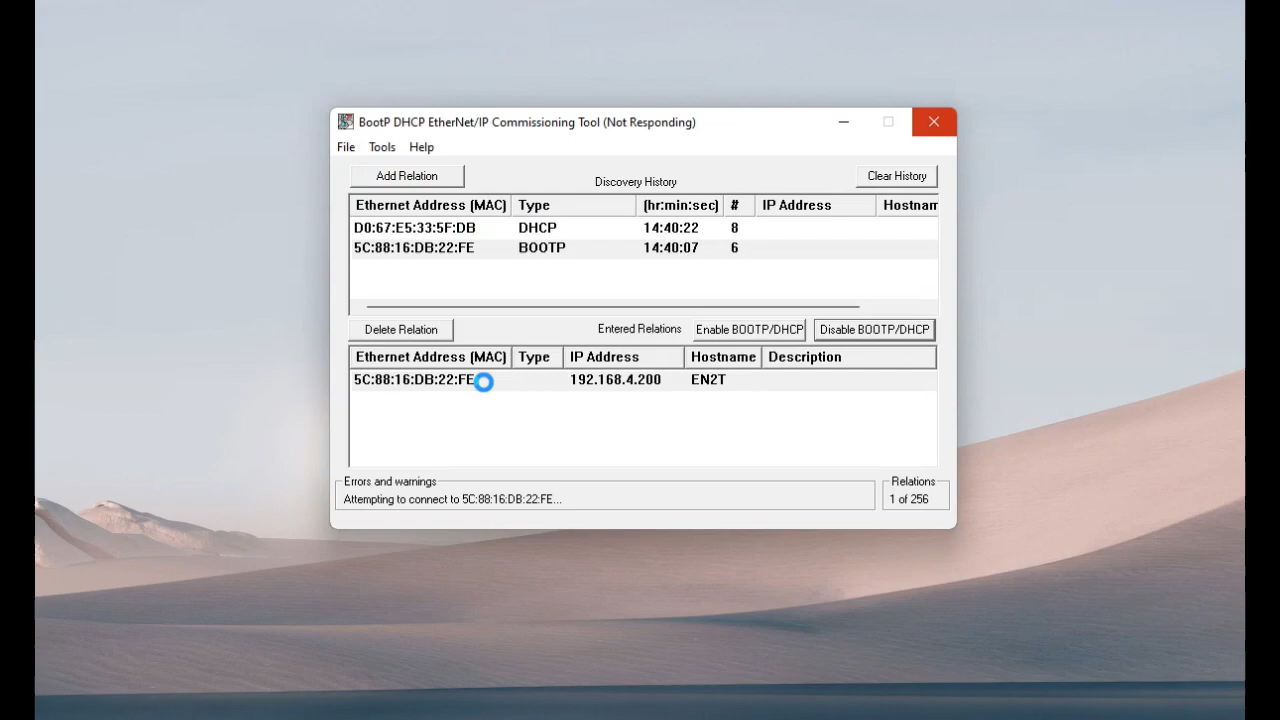 BootP DHCP EtherNet/IP Commissioning Tool (Not Responding)
File Tools Help
Add Relation Discovery History Clear History
Ethernet Address (MAC) Type (hr:min:sec) # IP Address Hostnam
D0:67:E5:33:5F:DB DHCP 14:40:22 8
5C:88:16:DB:22:FE BOOTP 14:40:07 6
Delete Relation Entered Relations Enable BOOTP/DHCP Disable BOOTP/DHCP
Ethernet Address (MAC) Type IP Address Hostname Description
5C:88:16:DB:22:FE 192.168.4.200 EN2T
Errors and warnings Relations
Attempting to connect to 5C:88:16:DB:22:FE... 1 of 256